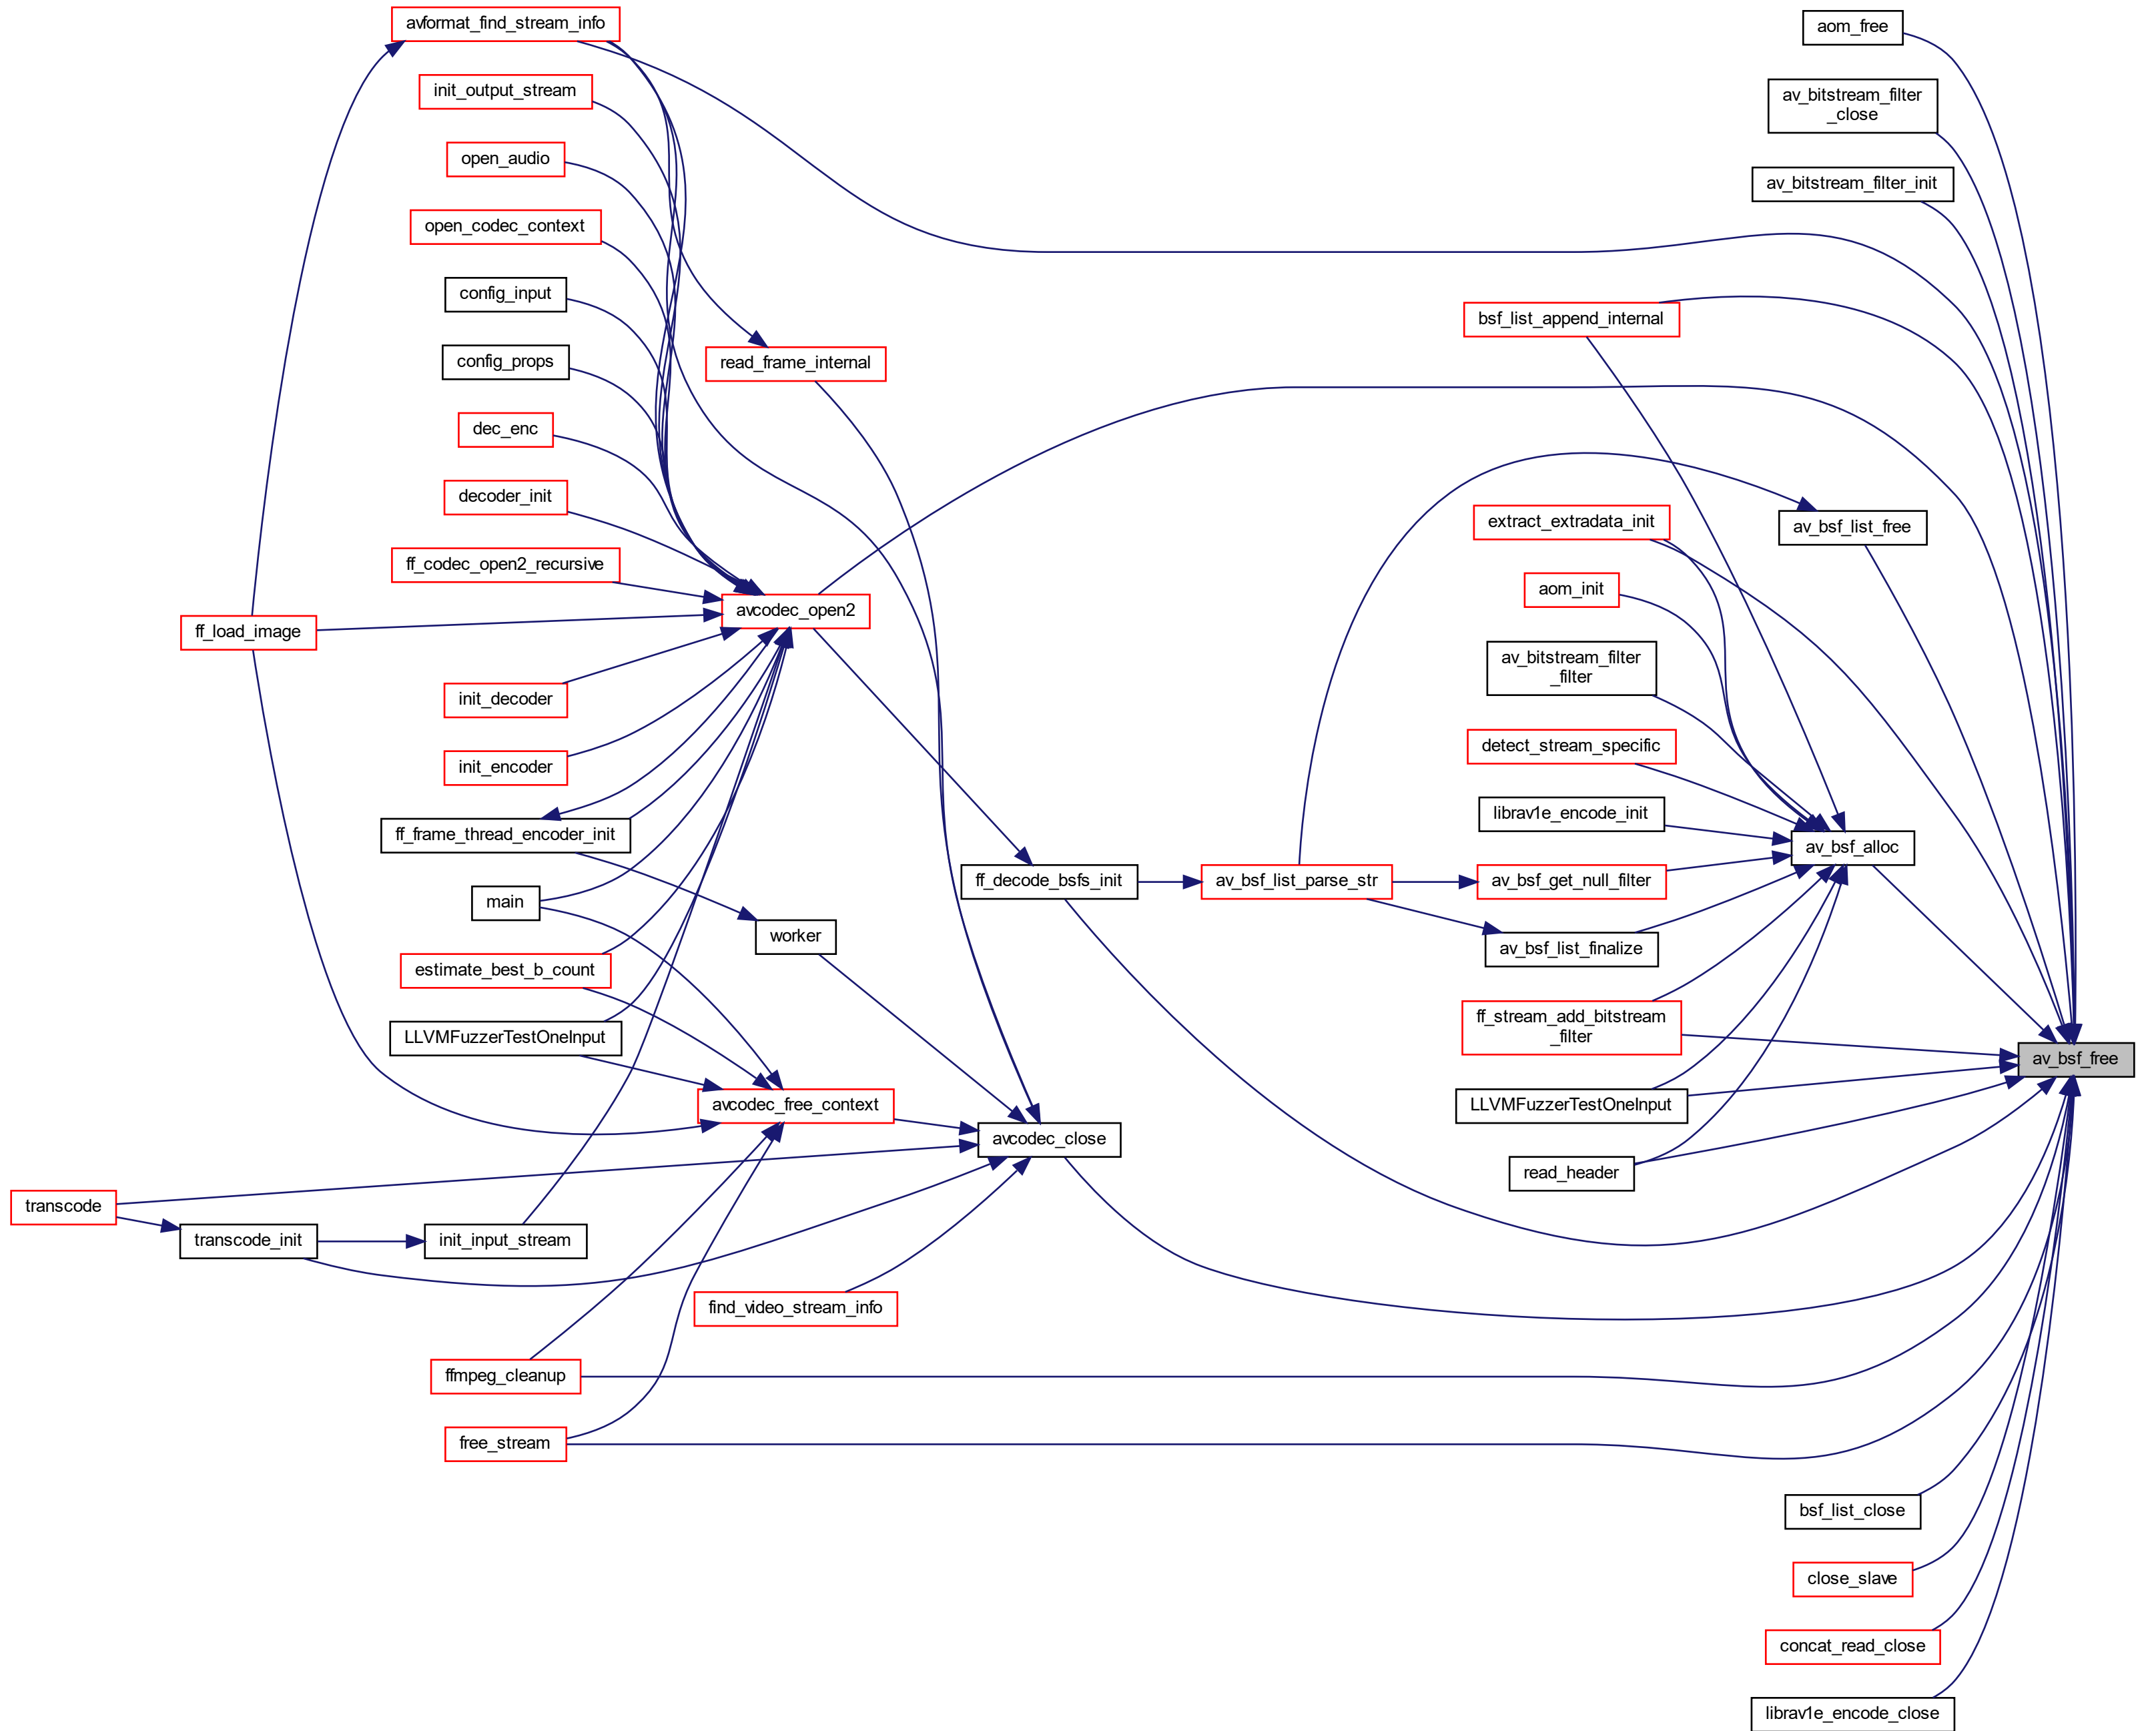 avformat_find_stream_info
aom_free
init_output_stream
av_bitstream_filter
_close
open_audio
av_bitstream_filter_init
open_codec_context
config_input
bsf_list_append_internal
config_props
read_frame_internal
dec_enc
decoder_init
extract_extradata_init
av_bsf_list_free
ff_codec_open2_recursive
aom_init
avcodec_open2
ff_load_image
av_bitstream_filter
_filter
init_decoder
detect_stream_specific
init_encoder
librav1e_encode_init
ff_frame_thread_encoder_init
av_bsf_alloc
ff_decode_bsfs_init
av_bsf_list_parse_str
av_bsf_get_null_filter
main
worker
av_bsf_list_finalize
estimate_best_b_count
ff_stream_add_bitstream
_filter
LLVMFuzzerTestOneInput
av_bsf_free
avcodec_free_context
LLVMFuzzerTestOneInput
avcodec_close
read_header
transcode
transcode_init
init_input_stream
find_video_stream_info
ffmpeg_cleanup
free_stream
bsf_list_close
close_slave
concat_read_close
librav1e_encode_close